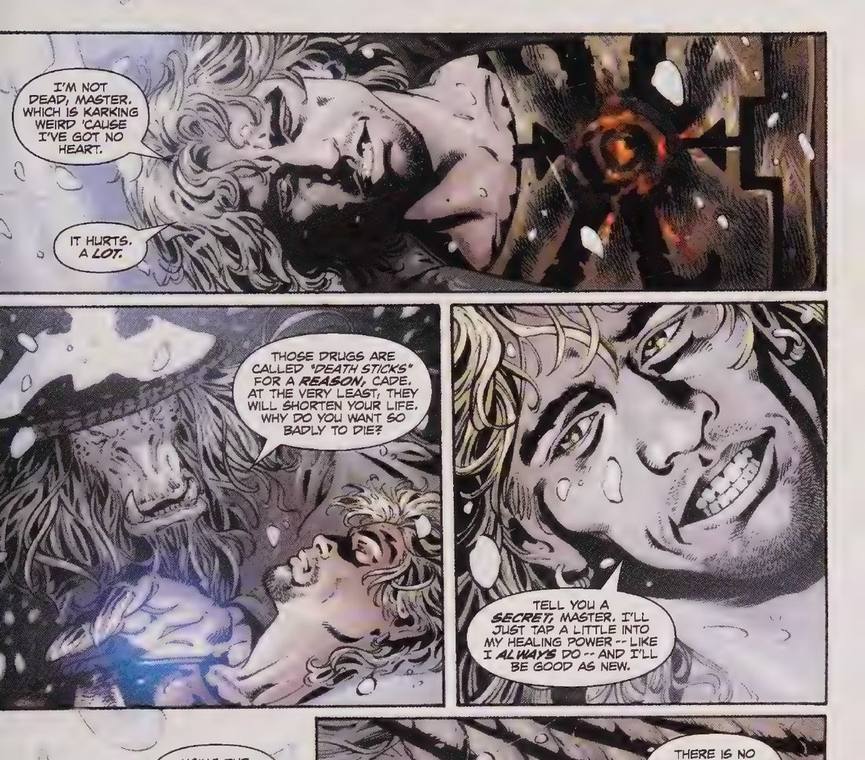 I'M NOT
DEAD, MASTER.
WHICH IS KARKING
WEIRD 'CAUSE
I'VE GOT NO
HEART.
IT HURTS.
A LOT.
THOSE DRUGS ARE
CALLED "DEATH STICKS"
FOR A REASON, CADE.
AT THE VERY LEAST, THEY
WILL SHORTEN YOUR LIFE.
WHY DO YOU WANT SO
BADLY TO DIE?
TELL YOU A
SECRET, MASTER. I'LL
JUST TAP A LITTLE INTO
MY HEALING POWER -- LIKE
I ALWAYS DO -- AND I'LL
BE GOOD AS NEW.
THERE IS NO